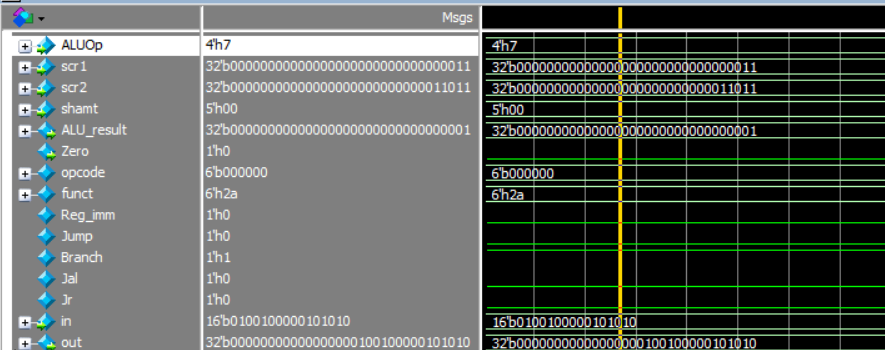 Msgs
ALUOp 4'h7 4'h7
scr1 32'b00000000000000000000000000000011 32'b00000000000000000000000000000011
scr2 32'b00000000000000000000000000011011 32'b00000000000000000000000000011011
shamt 5'h00 5'h00
ALU_result 32'b00000000000000000000000000000001 32'b00000000000000000000000000000001
Zero 1'h0
opcode 6'b000000 6'b000000
funct 6'h2a 6'h2a
Reg_imm 1'h0
Jump 1'h0
Branch 1'h1
Jal 1'h0
Jr 1'h0
in 16'b0100100000101010 16'b0100100000101010
out 32'b00000000000000000100100000101010 32'b00000000000000000100100000101010